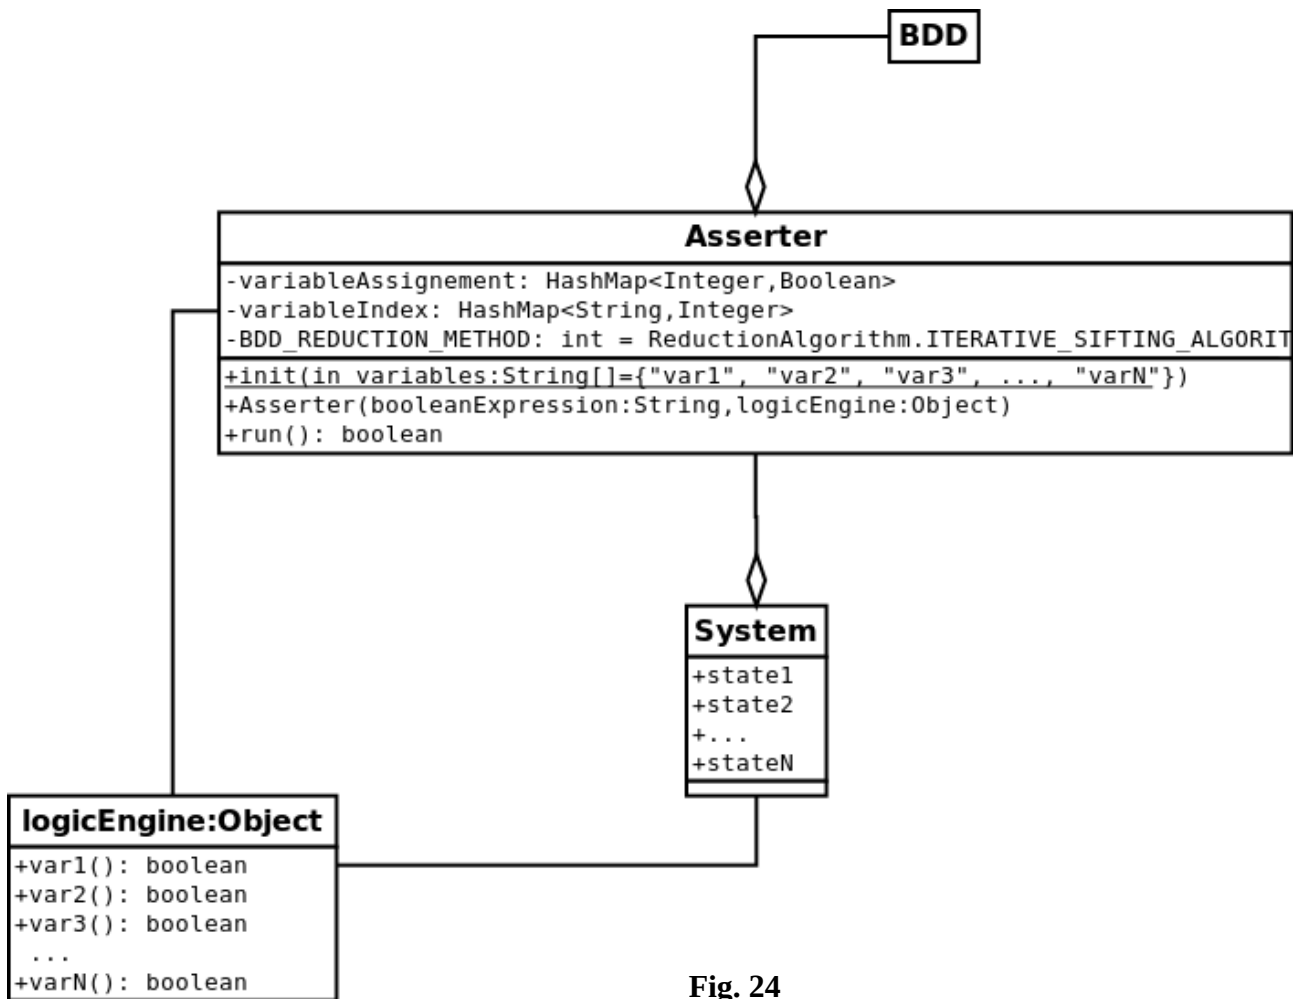 BDD
Asserter
-variableAssignement: HashMap<Integer,Boolean>
-variableIndex: HashMap<String,Integer>
-BDD_REDUCTION_METHOD: int = ReductionAlgorithm.ITERATIVE_SIFTING_ALGORIT
+init(in variables:String[]={"var1", "var2", "var3", ..., "varN"})
+Asserter(booleanExpression:String,logicEngine:Object)
+run(): boolean
System
+state1
+state2
+...
+stateN
logicEngine:Object
+var1(): boolean
+var2(): boolean
+var3(): boolean
...
+varN(): boolean
Fig. 24